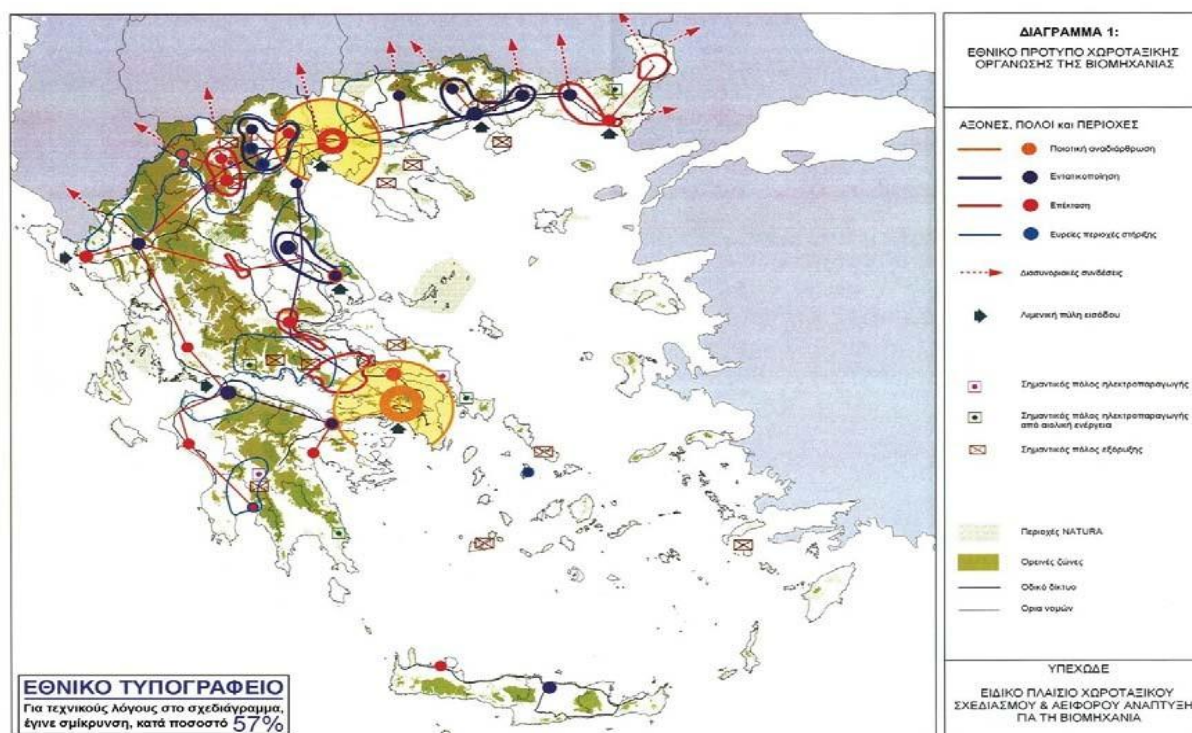 ΔΙΑΓΡΑΜΜΑ 1:
ΕΘΝΙΚΟ ΠΡΟΤΥΠΟ ΧΩΡΟΤΑΞΙΚΗΣ
ΟΡΓΑΝΩΣΗΣ ΤΗΣ ΒΙΟΜΗΧΑΝΙΑΣ
ΑΞΟΝΕΣ, ΠΟΛΟΙ και ΠΕΡΙΟΧΕΣ
Ποιοτική αναδιάρθρωση
Εντατικοποίηση
Επέκταση
Ευρείες περιοχές στήριξης
Διασυνοριακές συνδέσεις
Λιμενική πύλη εισόδου
Σημαντικός πόλος ηλεκτροπαραγωγής
Σημαντικός πόλος ηλεκτροπαραγωγής
από αιολική ενέργεια
Σημαντικός πόλος εξόρυξης
Περιοχές NATURA
Ορεινές ζώνες
Οδικό δίκτυο
Ορια νομών
ΥΠΕΧΩΔΕ
ΕΙΔΙΚΟ ΠΛΑΙΣΙΟ ΧΩΡΟΤΑΞΙΚΟΥ
ΣΧΕΔΙΑΣΜΟΥ & ΑΕΙΦΟΡΟΥ ΑΝΑΠΤΥΞΗ
ΓΙΑ ΤΗ ΒΙΟΜΗΧΑΝΙΑ
ΕΘΝΙΚΟ ΤΥΠΟΓΡΑΦΕΙΟ
Για τεχνικούς λόγους στο σχεδιάγραμμα,
έγινε σμίκρυνση, κατά ποσοστό 57%